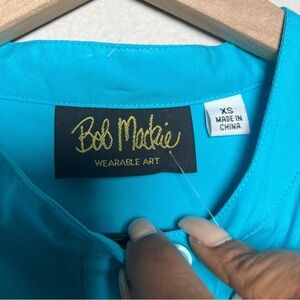 Bob Mackie
WEARABLE ART
XS
MADE IN
CHINA